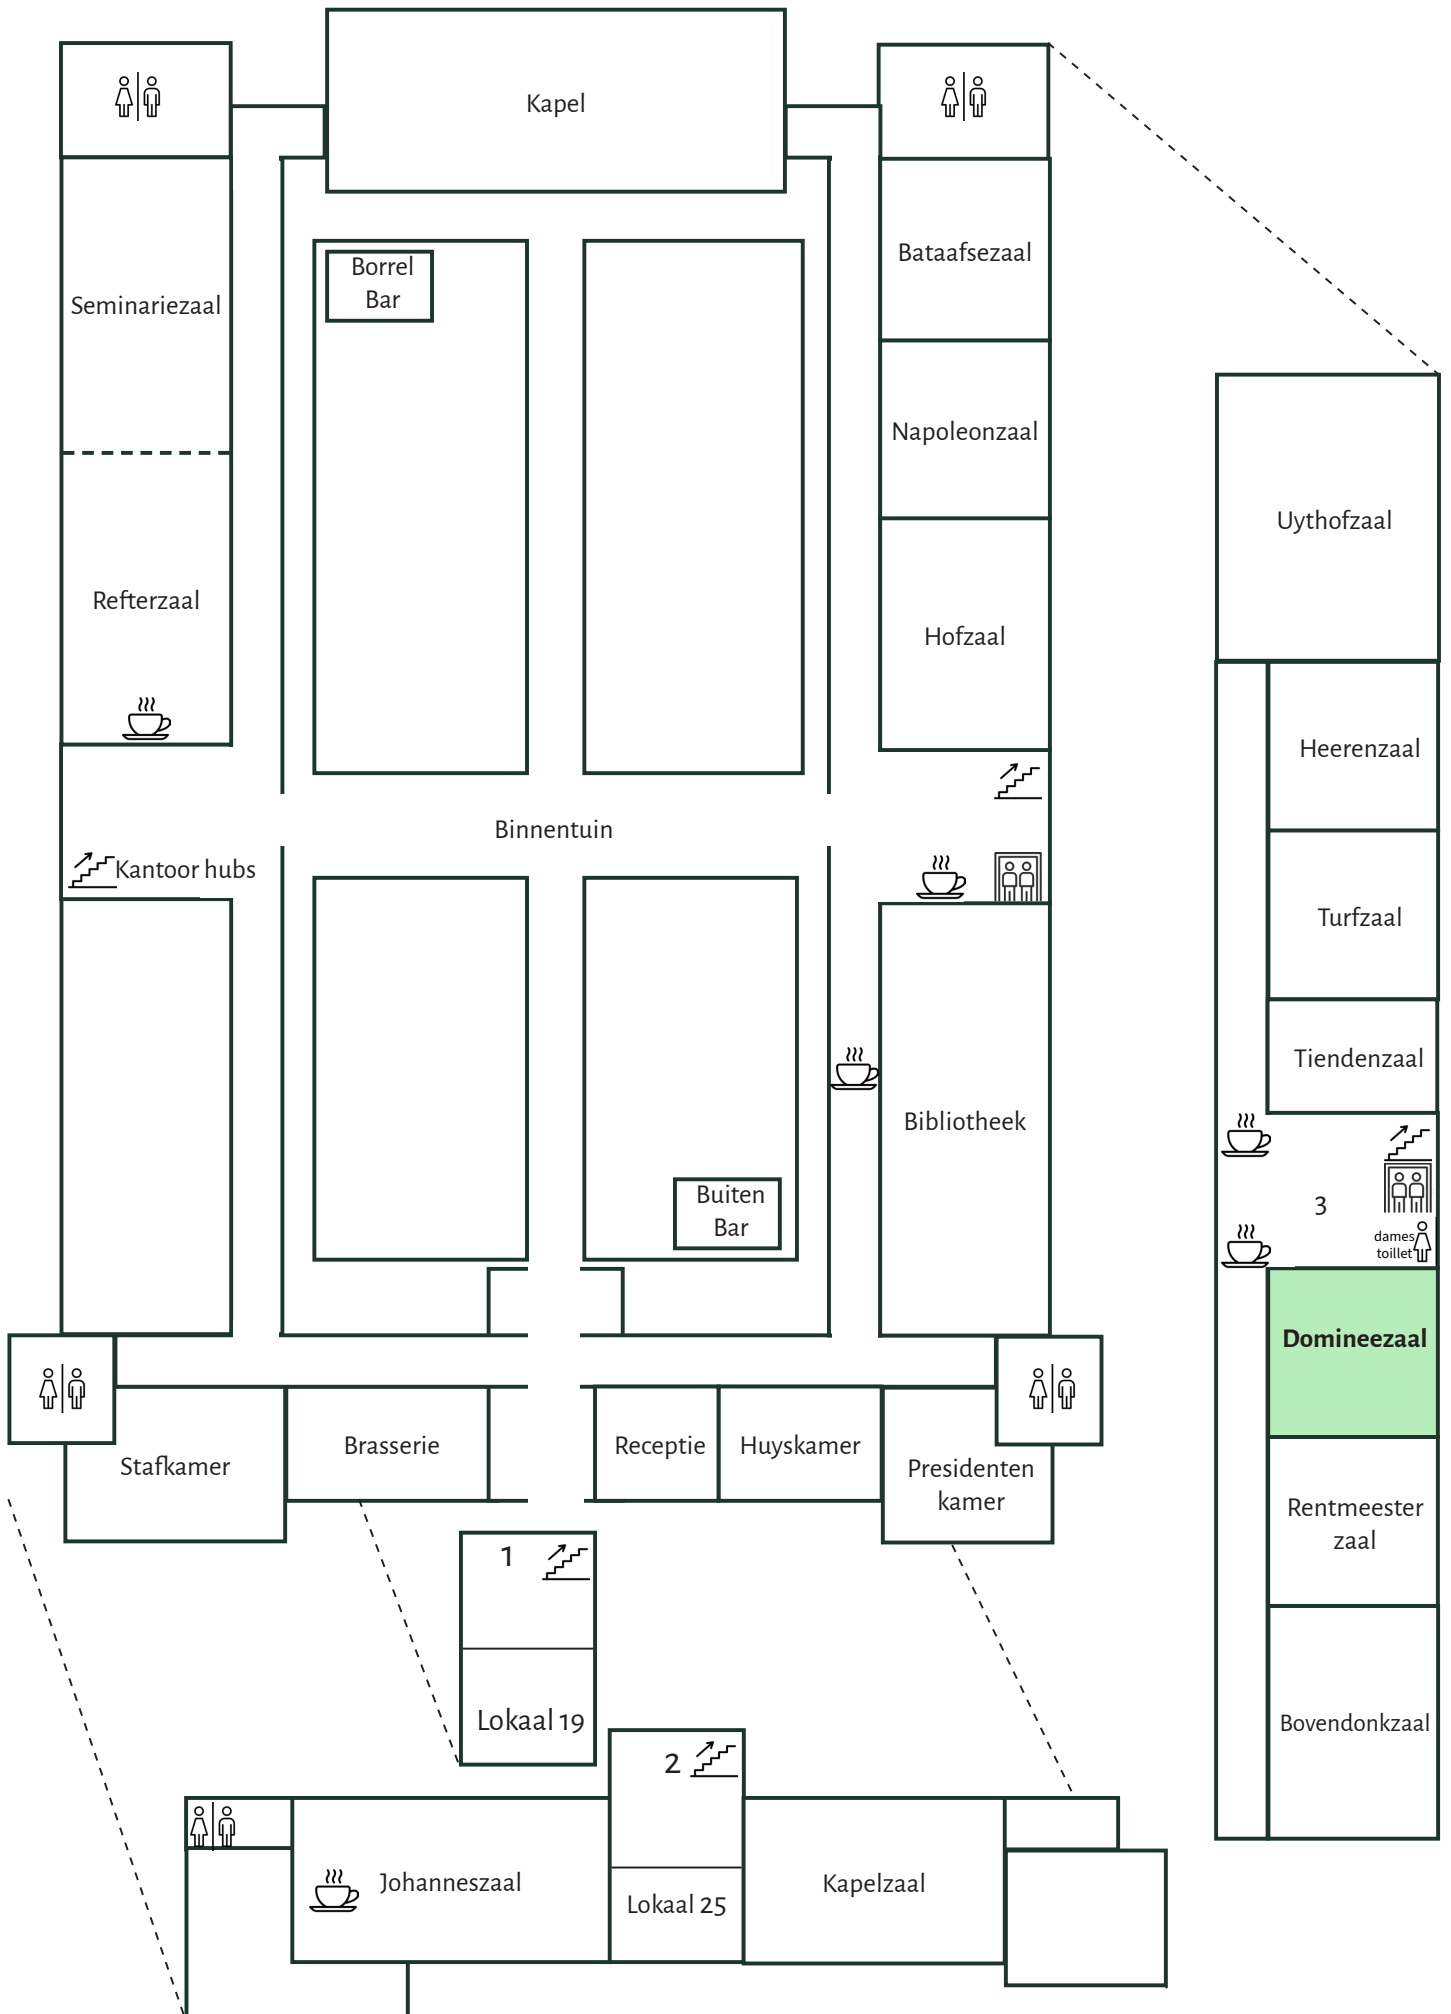 Kapel
Borrel
Bar
Bataafsezaal
Seminariezaal
Napoleonzaal
Uythofzaal
Refterzaal
Hofzaal
Heerenzaal
Binnentuin
Kantoor hubs
Turfzaal
Tiendenzaal
Bibliotheek
Buiten
Bar
3
dames
toillet
Domineezaal
Stafkamer
Brasserie
Receptie
Huyskamer
Presidenten
kamer
Rentmeester
zaal
1
Lokaal 19
2
Bovendonkzaal
Johanneszaal
Lokaal 25
Kapelzaal